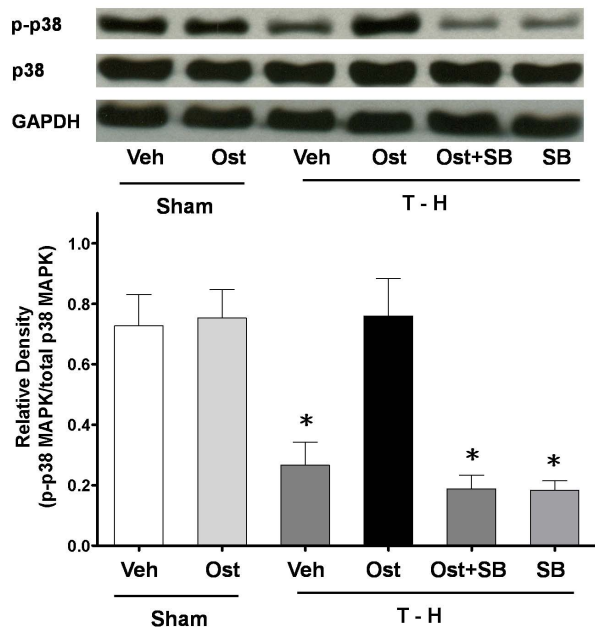 p-p38
p38
GAPDH
Veh Ost Veh Ost Ost+SB SB
Sham T - H
Relative Density
(p-p38 MAPK/total p38 MAPK)
1.0
0.8
0.6
0.4
0.2
0.0
* * *
Veh Ost Veh Ost Ost+SB SB
Sham T - H